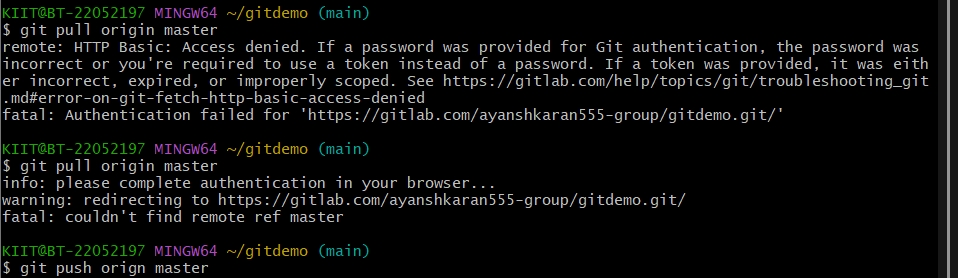 KIIT@BT-22052197 MINGW64 ~/gitdemo (main)
$ git pull origin master
remote: HTTP Basic: Access denied. If a password was provided for Git authentication, the password was
incorrect or you're required to use a token instead of a password. If a token was provided, it was eith
er incorrect, expired, or improperly scoped. See https://gitlab.com/help/topics/git/troubleshooting_git
.md#error-on-git-fetch-http-basic-access-denied
fatal: Authentication failed for 'https://gitlab.com/ayanshkaran555-group/gitdemo.git/'
KIIT@BT-22052197 MINGW64 ~/gitdemo (main)
$ git pull origin master
info: please complete authentication in your browser...
warning: redirecting to https://gitlab.com/ayanshkaran555-group/gitdemo.git/
fatal: couldn't find remote ref master
KIIT@BT-22052197 MINGW64 ~/gitdemo (main)
$ git push orign master